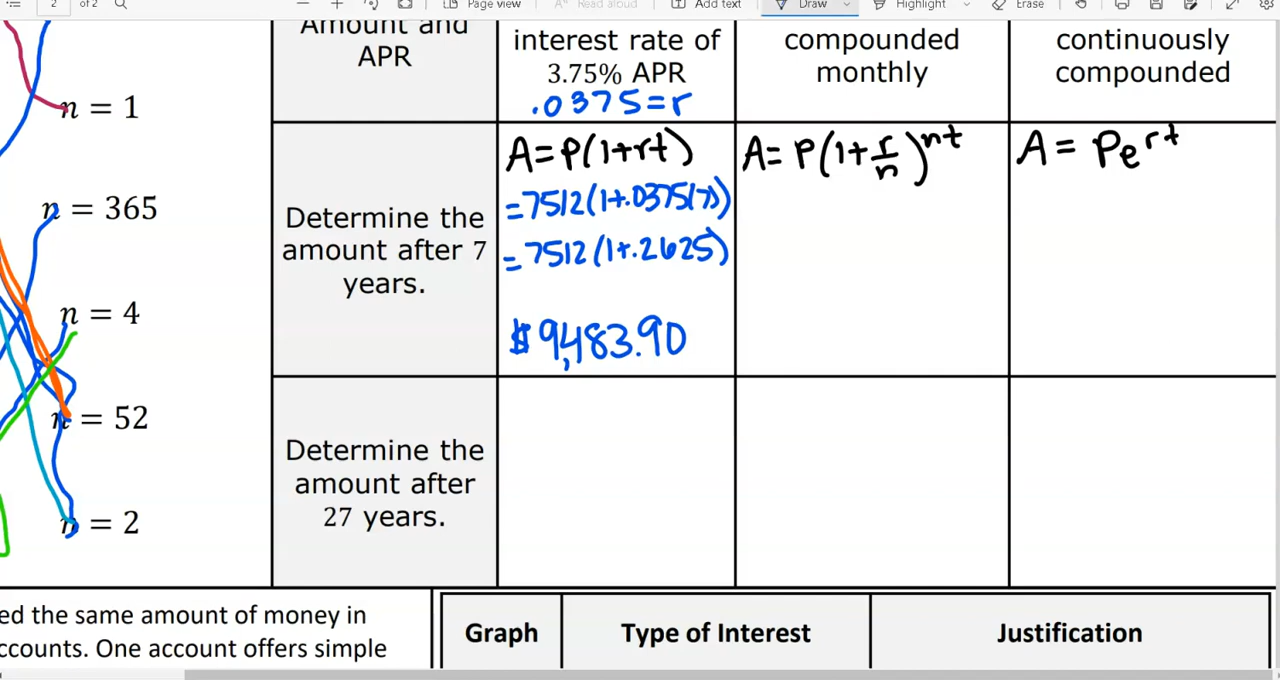 2 of 2
Page view
Read aloud
Add text
Draw
Highlight
Erase
Amount and
APR
interest rate of
3.75% APR
.0375=r
compounded
monthly
continuously
compounded
n = 1
n = 365
n = 4
n = 52
n = 2
Determine the
amount after 7
years.
A=P(1+rt)
=7512(1+.0375(7))
=7512(1+.2625)
$9,483.90
A=P(1+r/n)^nt
A= Pe^rt
Determine the
amount after
27 years.
ed the same amount of money in
ccounts. One account offers simple
Graph
Type of Interest
Justification